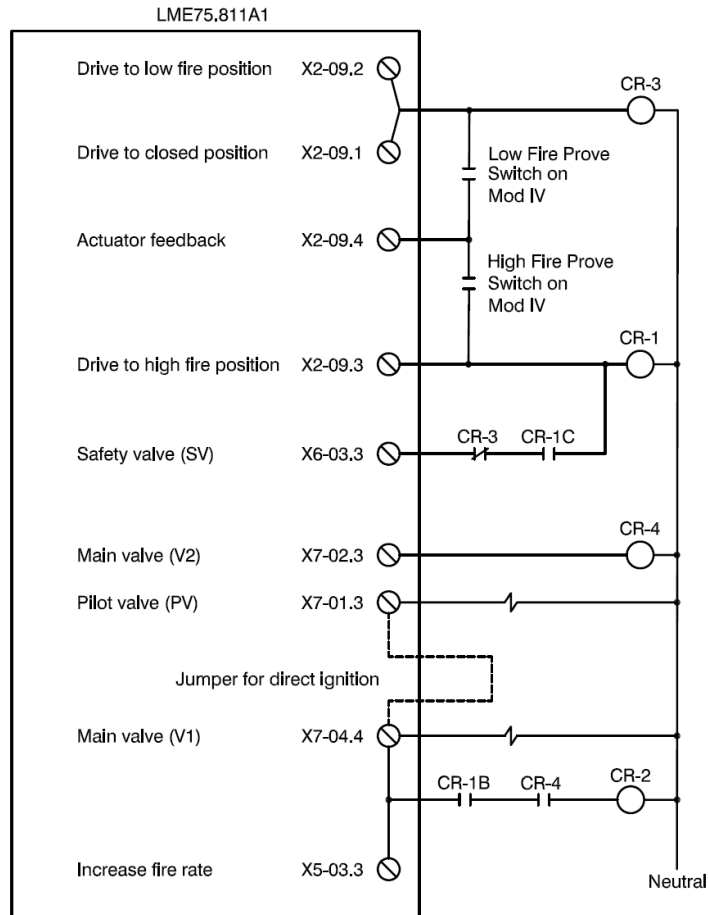 LME75.811A1
Drive to low fire position X2-09.2
CR-3
Drive to closed position X2-09.1
Low Fire Prove
Switch on
Mod IV
Actuator feedback X2-09.4
High Fire Prove
Switch on
Mod IV
CR-1
Drive to high fire position X2-09.3
CR-3 CR-1C
Safety valve (SV) X6-03.3
CR-4
Main valve (V2) X7-02.3
Pilot valve (PV) X7-01.3
Jumper for direct ignition
Main valve (V1) X7-04.4
CR-1B CR-4 CR-2
Increase fire rate X5-03.3
Neutral